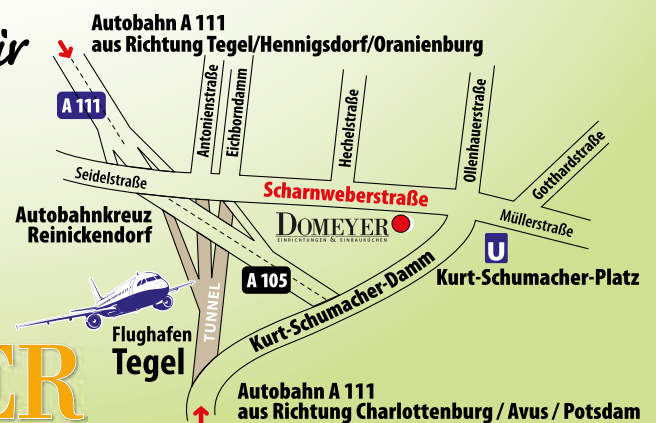 Autobahn A 111
aus Richtung Tegel/Hennigsdorf/Oranienburg
A 111
Antonienstraße
Eichborndamm
Hechelstraße
Ollenhauerstraße
Gotthardstraße
Seidelstraße
Scharnweberstraße
Müllerstraße
Autobahnkreuz
Reinickendorf
DOMEYER
EINRICHTUNGEN & EINBAUKÜCHEN
U
Kurt-Schumacher-Platz
A 105
Kurt-Schumacher-Damm
TUNNEL
Flughafen
Tegel
ER
Autobahn A 111
aus Richtung Charlottenburg / Avus / Potsdam